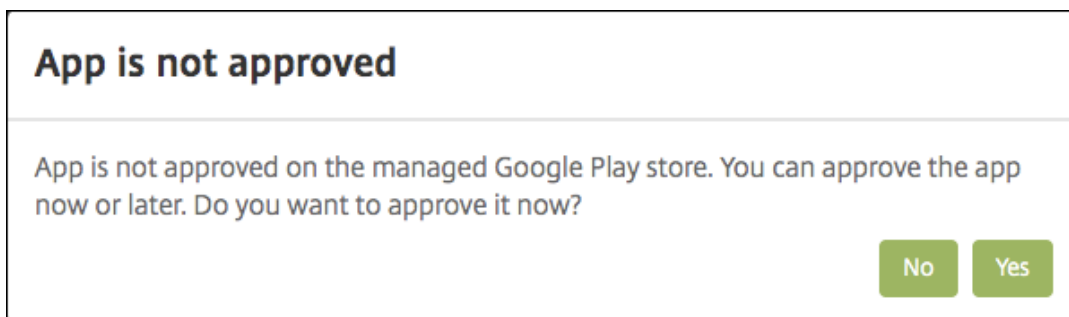 App is not approved
App is not approved on the managed Google Play store. You can approve the app
now or later. Do you want to approve it now?
No Yes